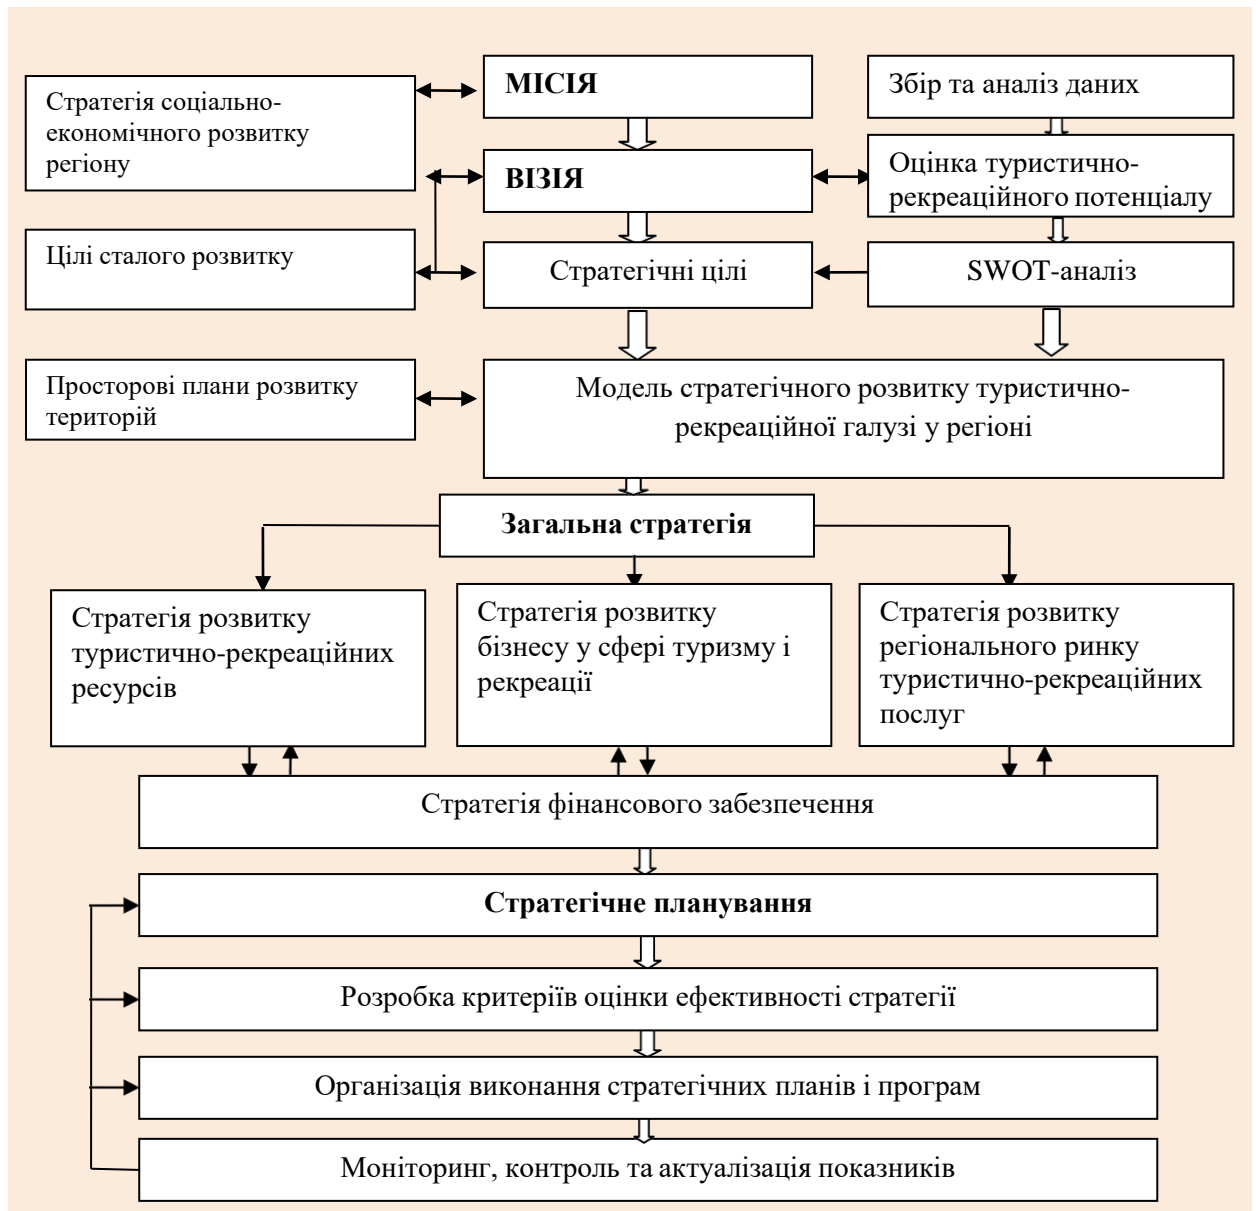 МІСІЯ
Збір та аналіз даних
Стратегія соціально-
економічного розвитку
регіону
ВІЗІЯ
Оцінка туристично-
рекреаційного потенціалу
Цілі сталого розвитку
Стратегічні цілі
SWOT-аналіз
Просторові плани розвитку
територій
Модель стратегічного розвитку туристично-
рекреаційної галузі у регіоні
Загальна стратегія
Стратегія розвитку
туристично-рекреаційних
ресурсів
Стратегія розвитку
бізнесу у сфері туризму і
рекреації
Стратегія розвитку
регіонального ринку
туристично-рекреаційних
послуг
Стратегія фінансового забезпечення
Стратегічне планування
Розробка критеріїв оцінки ефективності стратегії
Організація виконання стратегічних планів і програм
Моніторинг, контроль та актуалізація показників